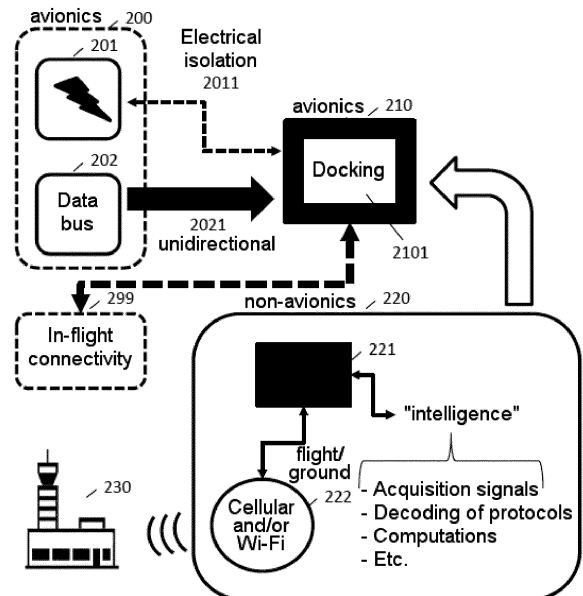 avionics 200
201
Electrical
isolation
2011
avionics 210
202
Data
bus
Docking
2021
unidirectional
2101
299
non-avionics 220
In-flight
connectivity
221
"intelligence"
flight/
ground
222
230
Cellular
and/or
Wi-Fi
- Acquisition signals
- Decoding of protocols
- Computations
- Etc.